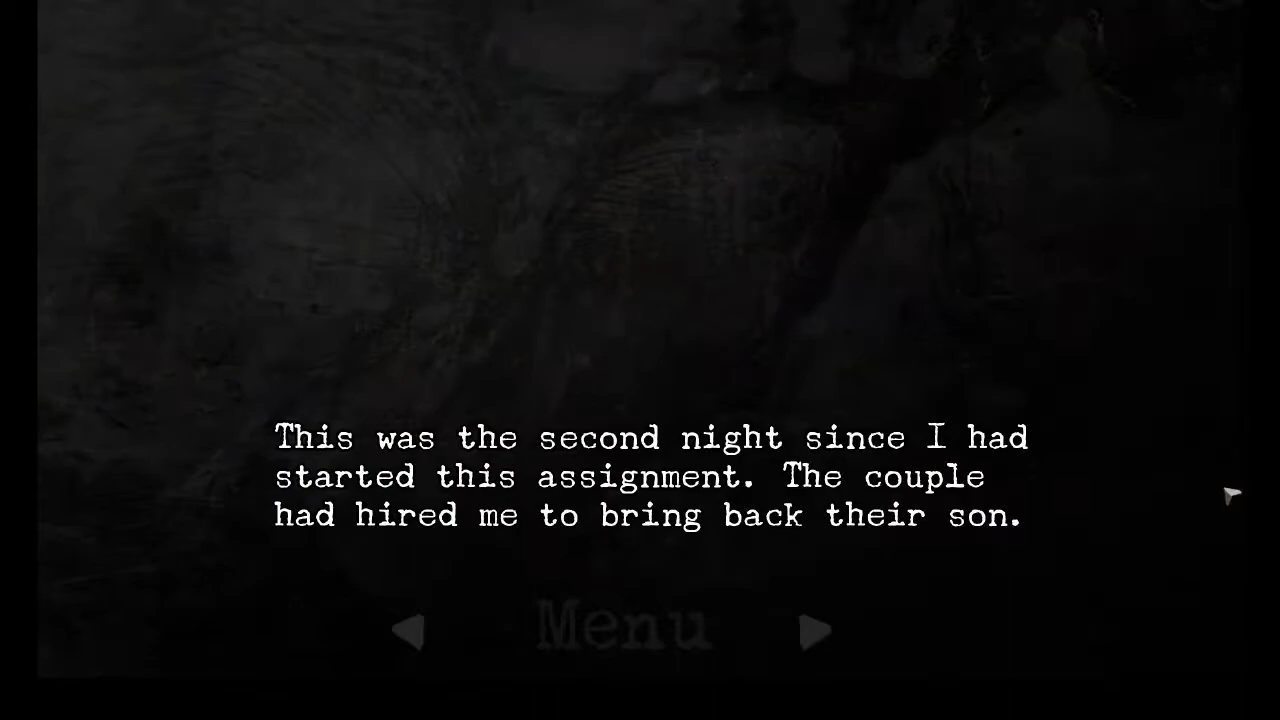 This was the second night since I had
started this assignment. The couple
had hired me to bring back their son.
Menu